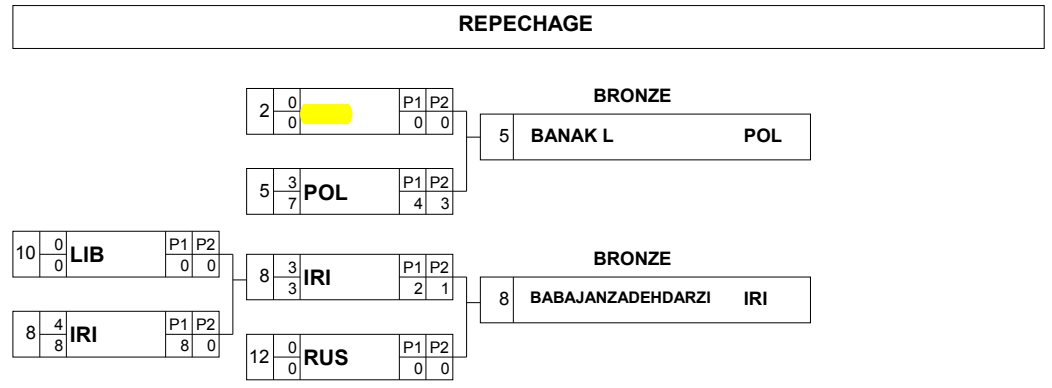 REPECHAGE
BRONZE
2 0 P1 P2
0 0 0
5 BANAK L POL
5 3 POL P1 P2
7 4 3
10 0 LIB P1 P2
0 0 0
BRONZE
8 3 IRI P1 P2
3 2 1
8 BABAJANZADEHDARZI IRI
8 4 IRI P1 P2
8 8 0
12 0 RUS P1 P2
0 0 0